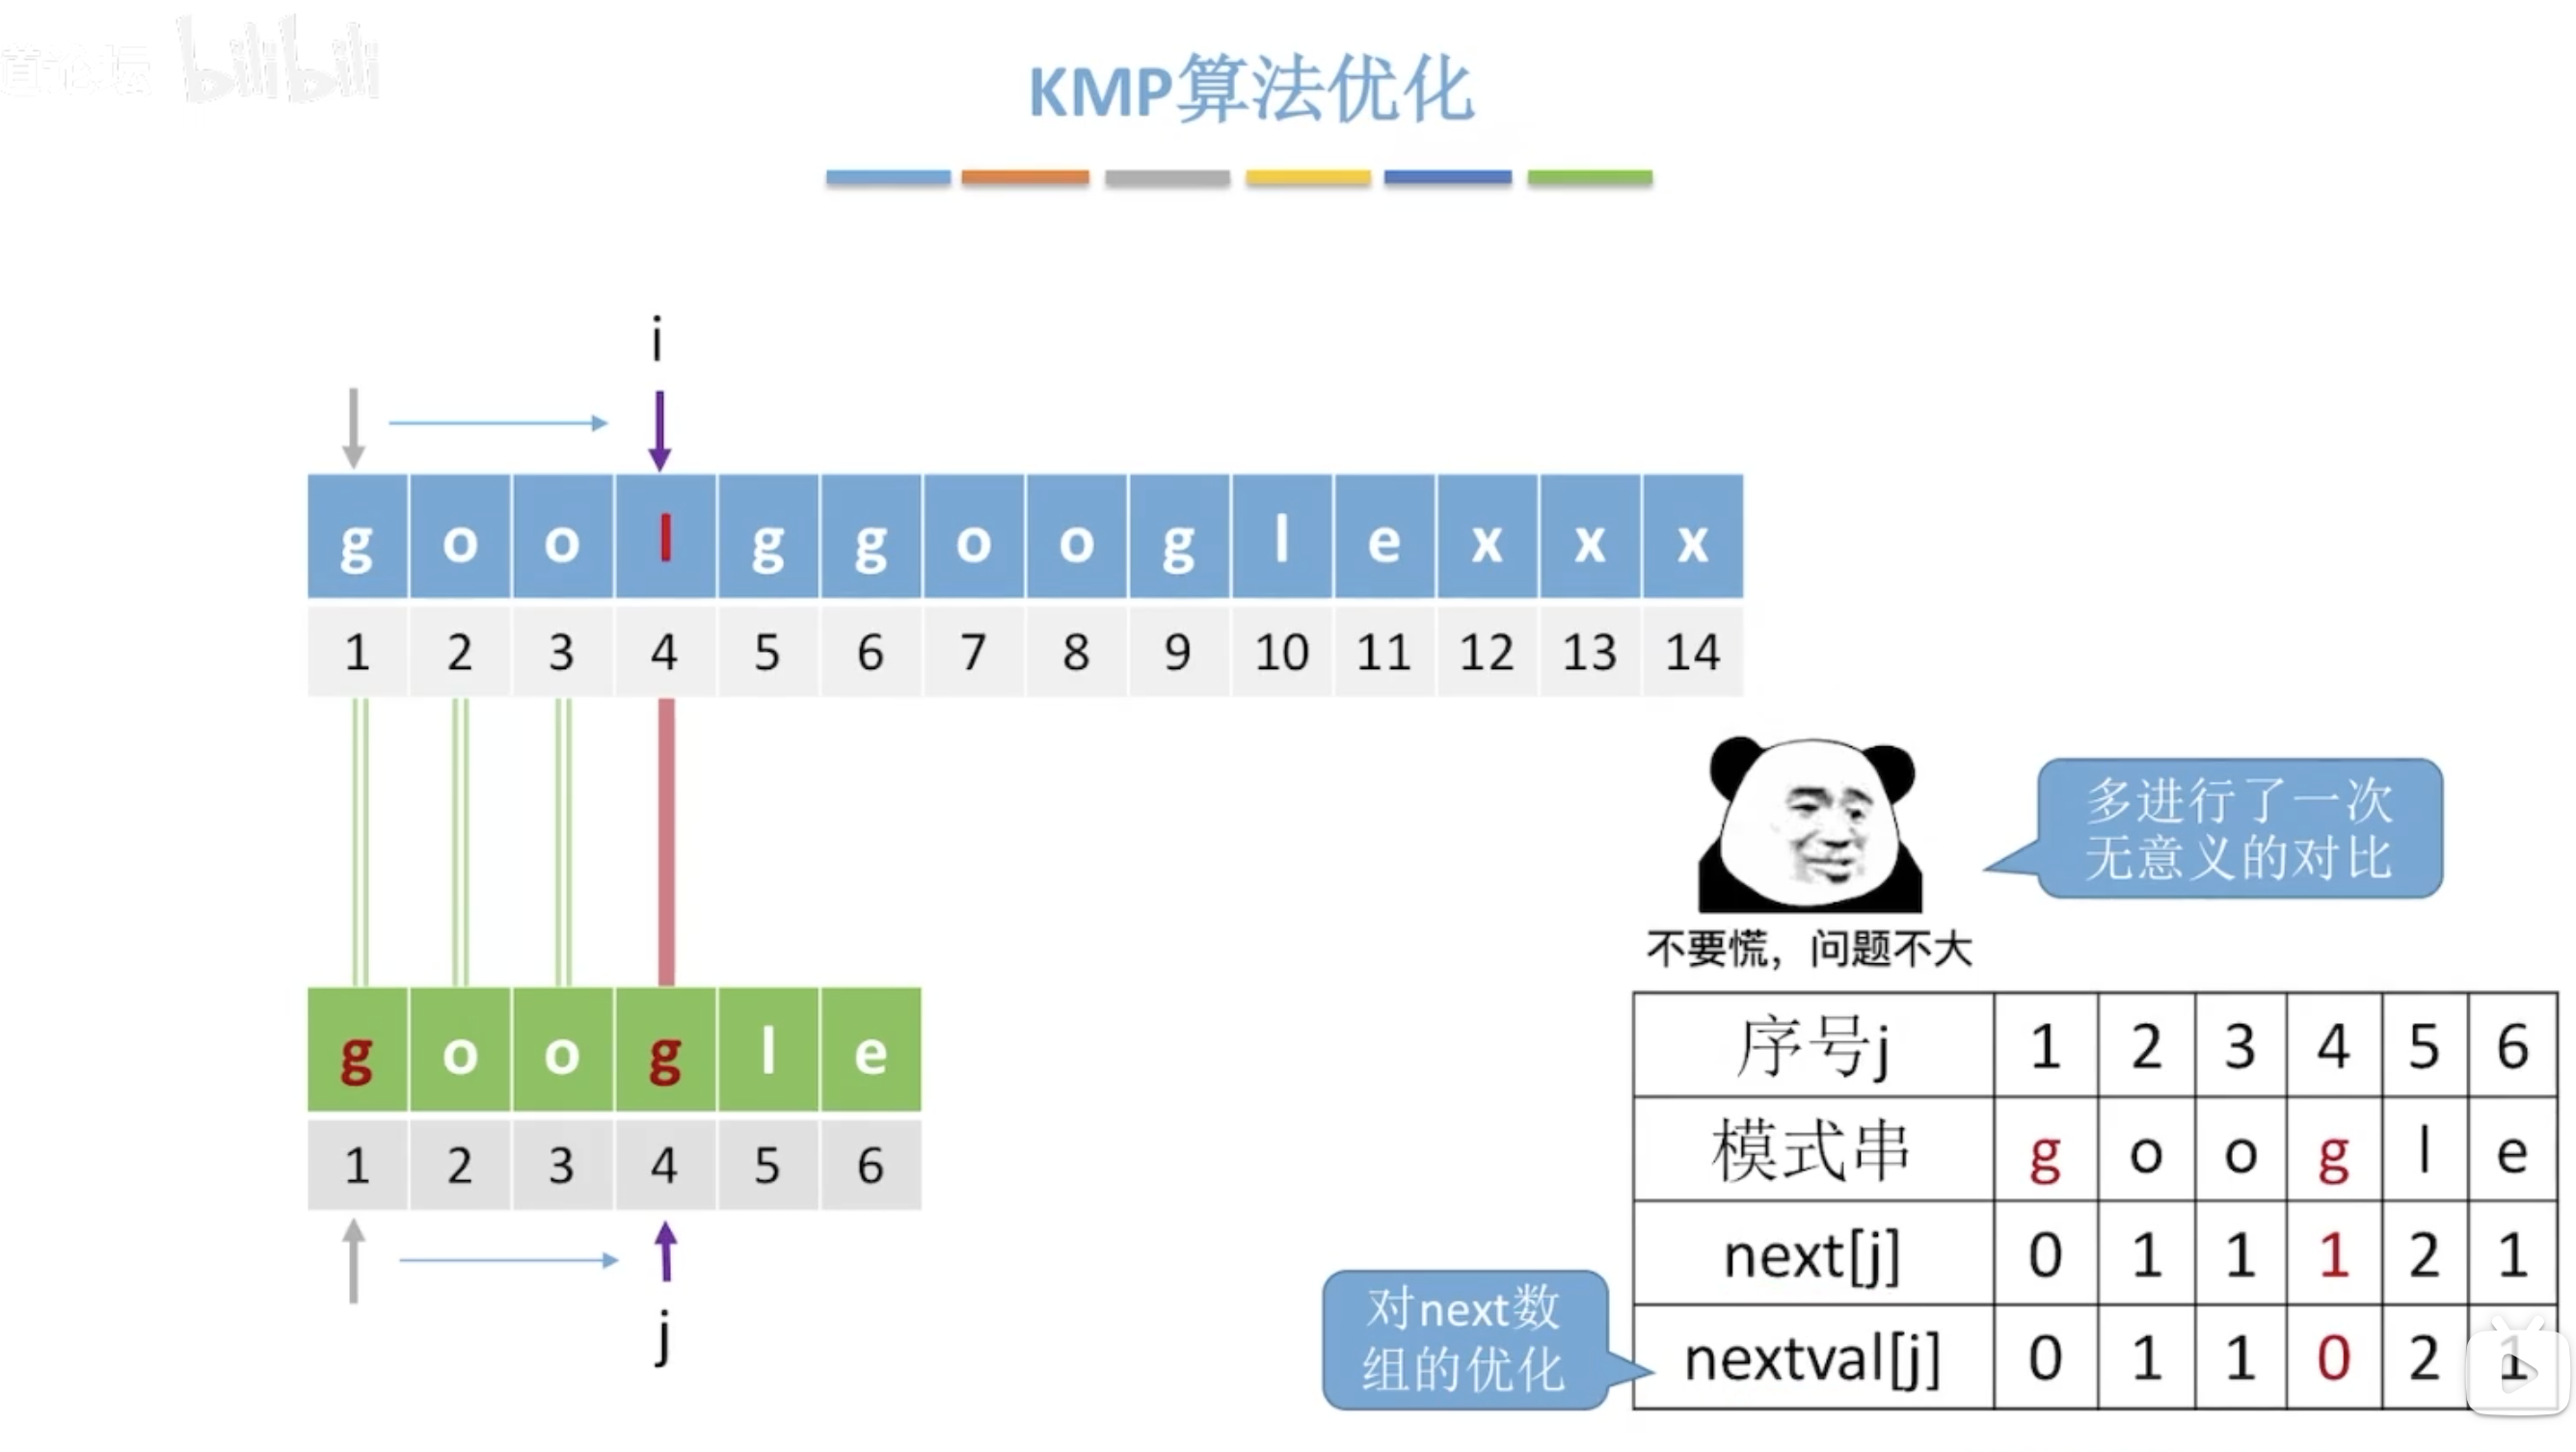 道论坛 bilibili
KMP算法优化
i
g o o l g g o o g l e x x x
1 2 3 4 5 6 7 8 9 10 11 12 13 14
多进行了一次
无意义的对比
不要慌，问题不大
g o o g l e
1 2 3 4 5 6
j
对next数
组的优化
序号j 1 2 3 4 5 6
模式串 g o o g l e
next[j] 0 1 1 1 2 1
nextval[j] 0 1 1 0 2 1